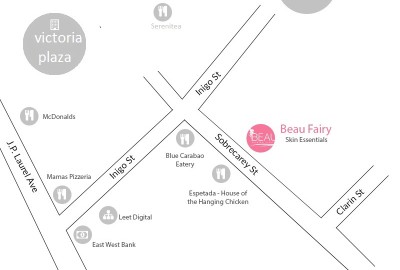 Serenitea
victoria
plaza
Inigo St
McDonalds
BEAU
Beau Fairy
Skin Essentials
J.P. Laurel Ave
Inigo St
Sobrecarey St
Blue Carabao
Eatery
Mamas Pizzeria
Espetada - House of
the Hanging Chicken
Clarin St
Leet Digital
East West Bank